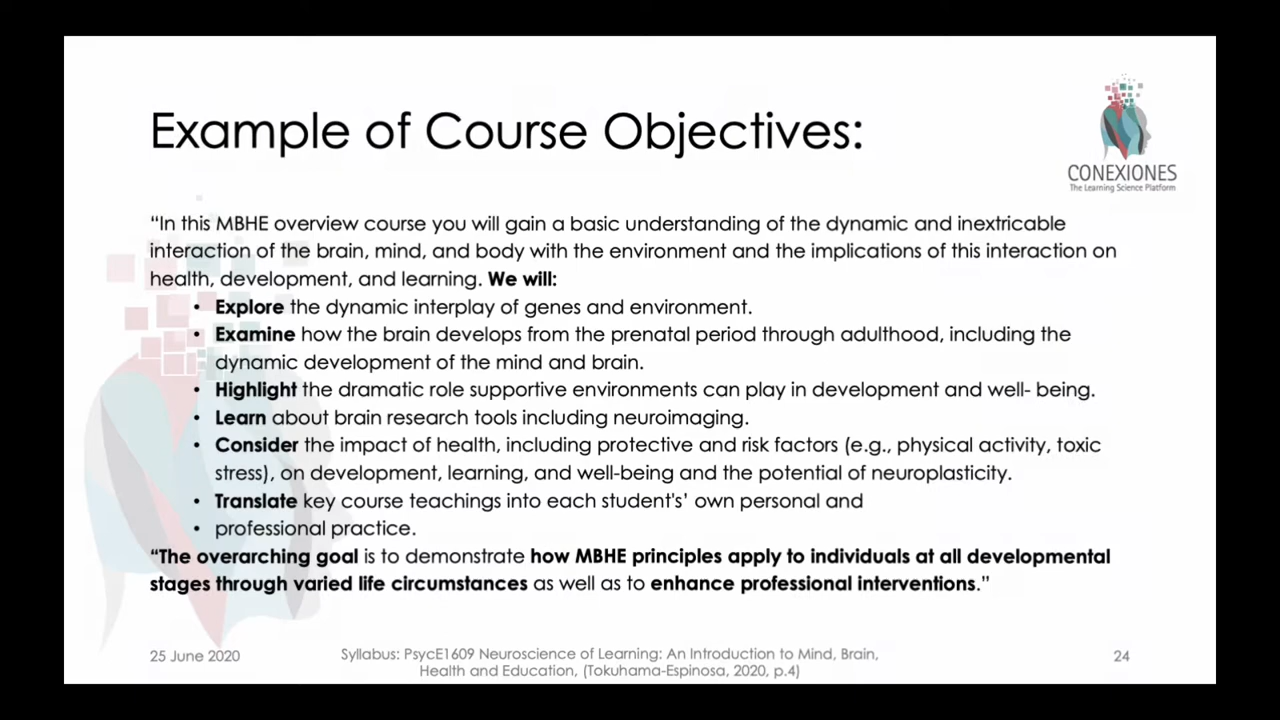 Example of Course Objectives:
CONEXIONES
The Learning Science Platform
“In this MBHE overview course you will gain a basic understanding of the dynamic and inextricable
interaction of the brain, mind, and body with the environment and the implications of this interaction on
health, development, and learning. We will:
• Explore the dynamic interplay of genes and environment.
• Examine how the brain develops from the prenatal period through adulthood, including the
dynamic development of the mind and brain.
• Highlight the dramatic role supportive environments can play in development and well- being.
• Learn about brain research tools including neuroimaging.
• Consider the impact of health, including protective and risk factors (e.g., physical activity, toxic
stress), on development, learning, and well-being and the potential of neuroplasticity.
• Translate key course teachings into each student's’ own personal and
• professional practice.
“The overarching goal is to demonstrate how MBHE principles apply to individuals at all developmental
stages through varied life circumstances as well as to enhance professional interventions.”
25 June 2020
Syllabus: PsycE1609 Neuroscience of Learning: An Introduction to Mind, Brain,
Health and Education, (Tokuhama-Espinosa, 2020, p.4)
24